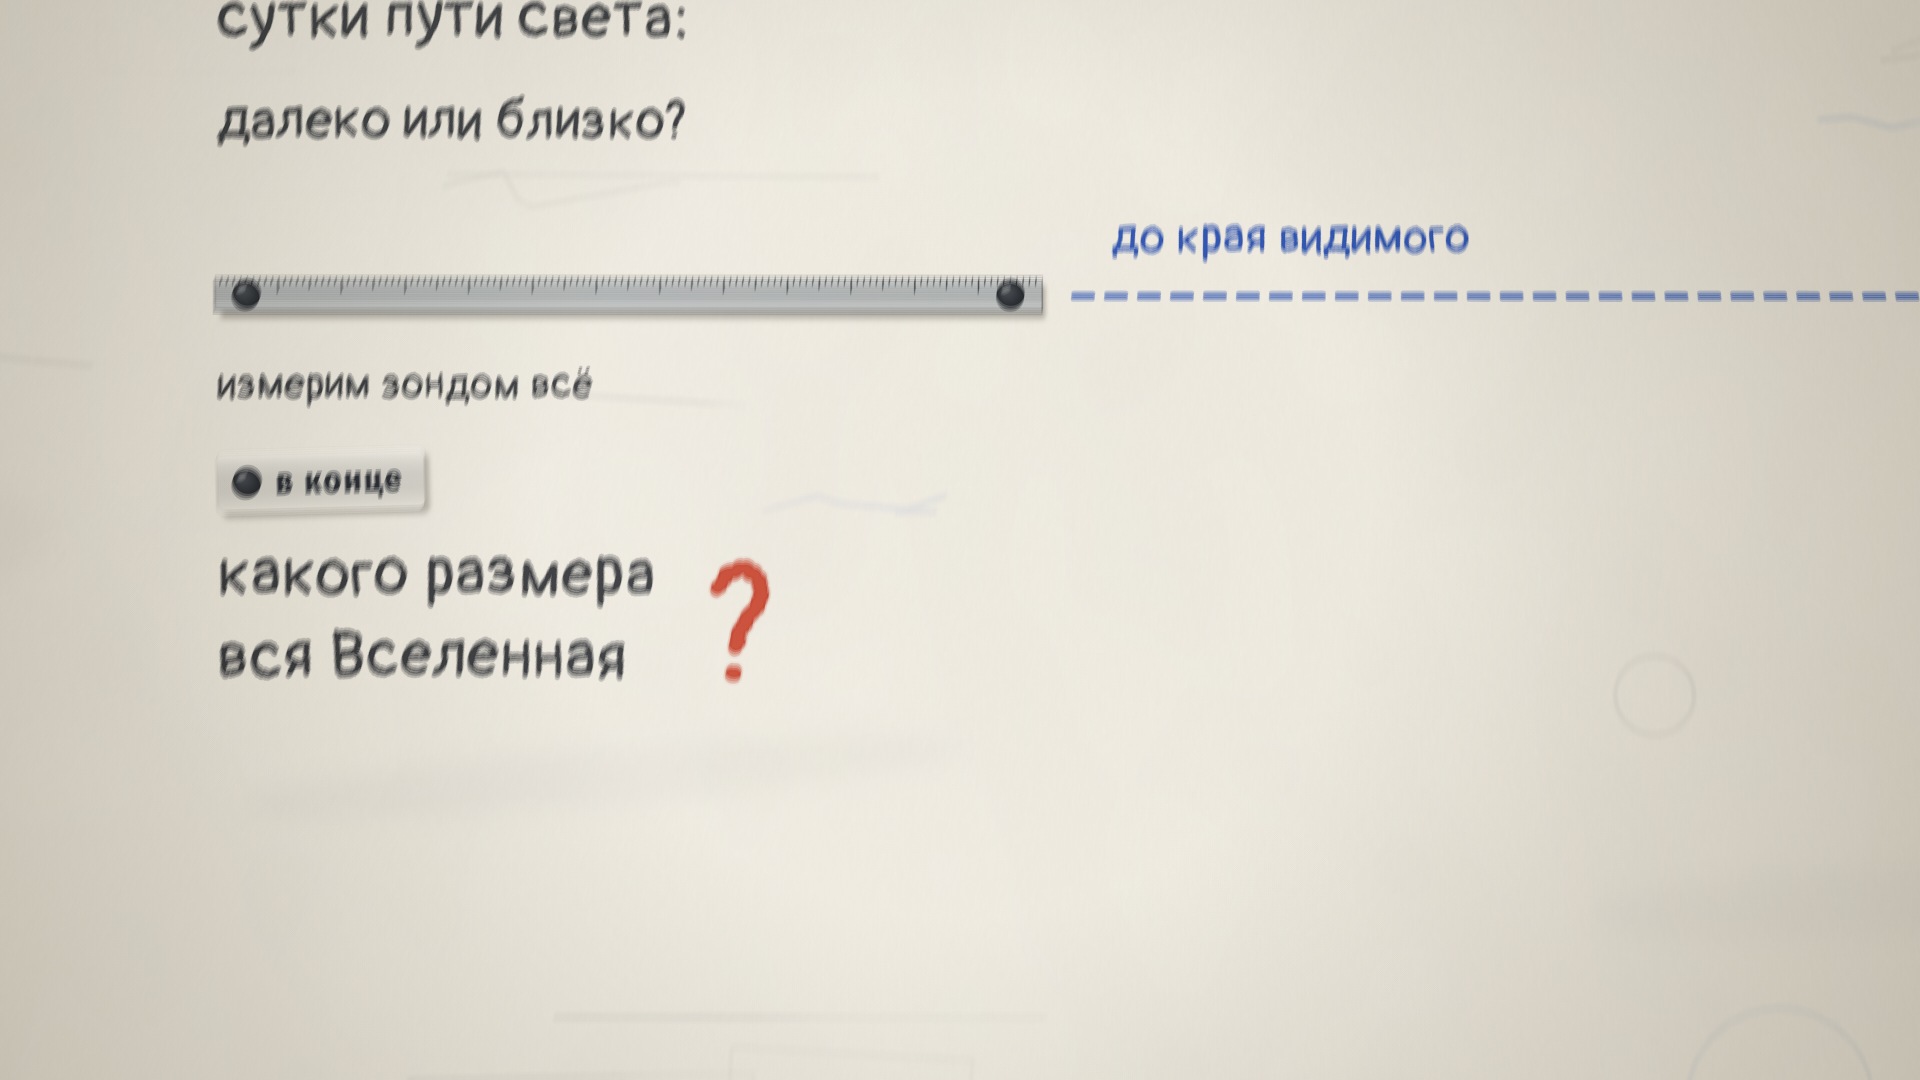 сутки пути света:
далеко или близко?
до края видимого
измерим зондом всё
в конце
какого размера
вся Вселенная ?